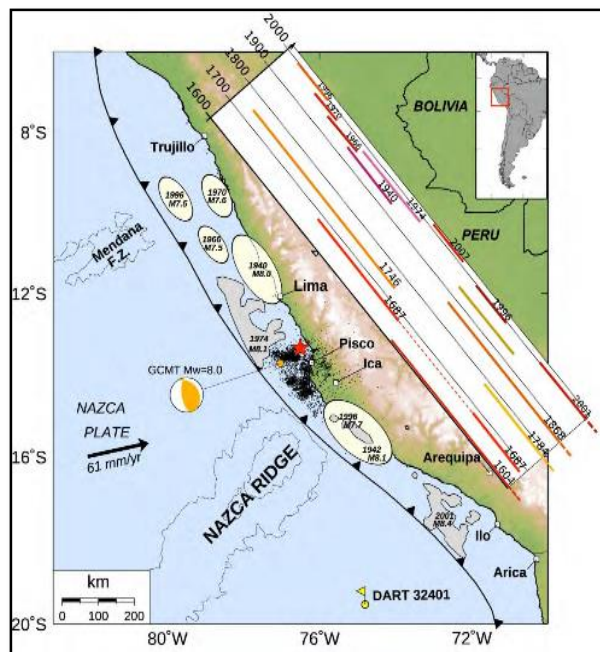 2000
1900
1800
1700
1600
BOLIVIA
8°S
Trujillo
1996
1970
1966
1940
1974
PERU
2007
1996
M7.5
1970
M7.6
1966
M7.5
1940
M8.0
Mendana
F.Z.
1746
1687
1996
12°S
Lima
1974
M8.1
Pisco
GCMT Mw=8.0
Ica
NAZCA
PLATE
61 mm/yr
1996
M7.7
1942
M8.1
2001
1868
1784
1687
1604
16°S
Arequipa
NAZCA RIDGE
2001
M8.4
Ilo
Arica
km
0 100 200
DART 32401
20°S
80°W
76°W
72°W